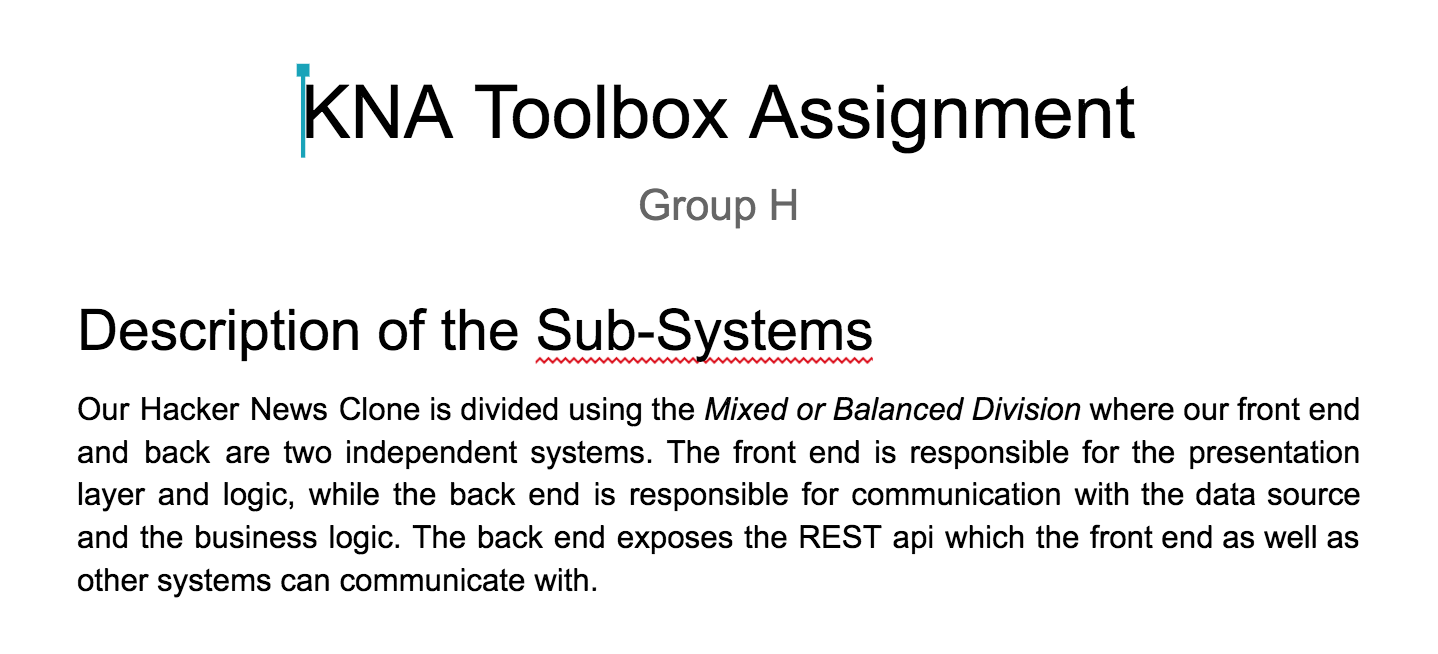 KNA Toolbox Assignment
Group H
Description of the Sub-Systems
Our Hacker News Clone is divided using the Mixed or Balanced Division where our front end
and back are two independent systems. The front end is responsible for the presentation
layer and logic, while the back end is responsible for communication with the data source
and the business logic. The back end exposes the REST api which the front end as well as
other systems can communicate with.